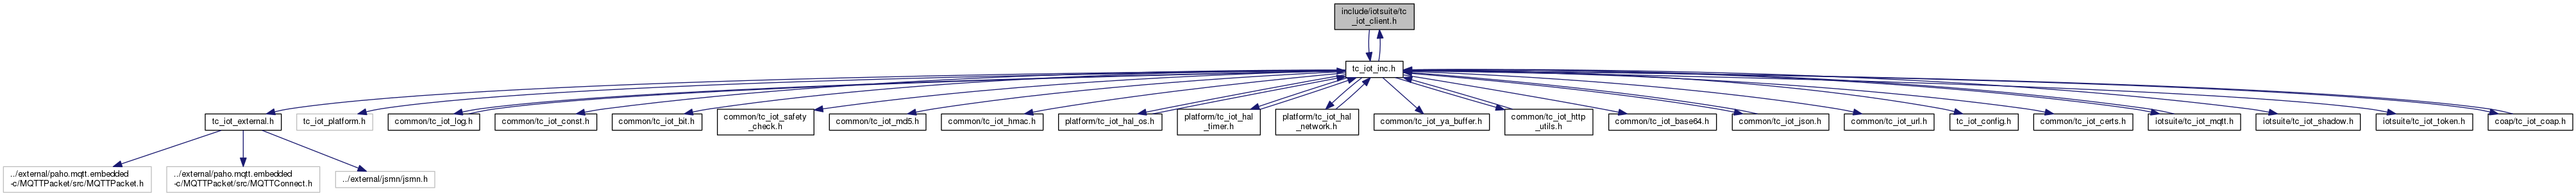 include/iotsuite/tc
_iot_client.h
tc_iot_inc.h
tc_iot_external.h
tc_iot_platform.h
common/tc_iot_log.h
common/tc_iot_const.h
common/tc_iot_bit.h
common/tc_iot_safety
_check.h
common/tc_iot_md5.h
common/tc_iot_hmac.h
platform/tc_iot_hal_os.h
platform/tc_iot_hal
_timer.h
platform/tc_iot_hal
_network.h
common/tc_iot_ya_buffer.h
common/tc_iot_http
_utils.h
common/tc_iot_base64.h
common/tc_iot_json.h
common/tc_iot_url.h
tc_iot_config.h
common/tc_iot_certs.h
iotsuite/tc_iot_mqtt.h
iotsuite/tc_iot_shadow.h
iotsuite/tc_iot_token.h
coap/tc_iot_coap.h
../external/paho.mqtt.embedded
-c/MQTTPacket/src/MQTTPacket.h
../external/paho.mqtt.embedded
-c/MQTTPacket/src/MQTTConnect.h
../external/jsmn/jsmn.h